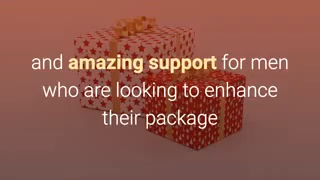 and amazing support for men
who are looking to enhance
their package